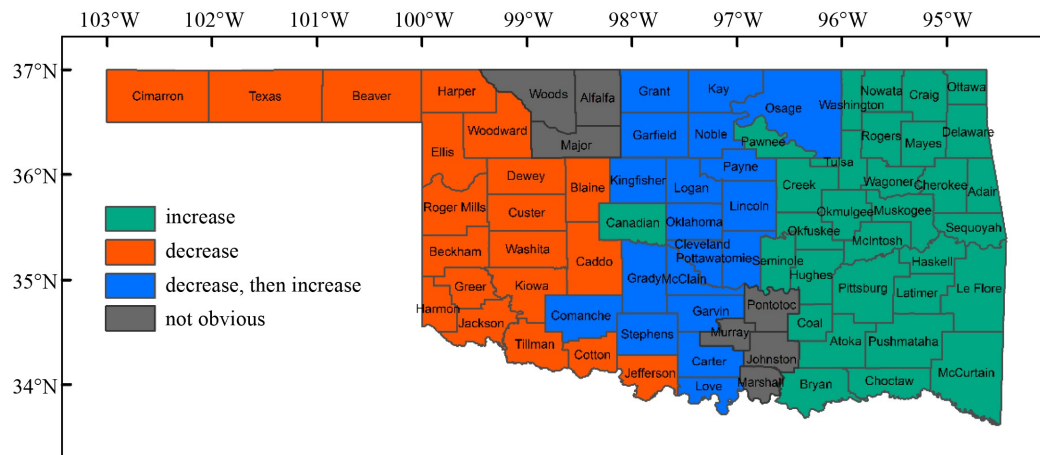 103°W 102°W 101°W 100°W 99°W 98°W 97°W 96°W 95°W
37°N
36°N
35°N
34°N
increase
decrease
decrease, then increase
not obvious
Cimarron Texas Beaver Harper Woods Alfalfa Grant Kay Osage Washington Nowata Craig Ottawa
Ellis Woodward Major Garfield Noble Pawnee Rogers Mayes Delaware
Dewey Blaine Kingfisher Logan Payne Tulsa Wagoner Cherokee Adair
Roger Mills Custer Canadian Oklahoma Lincoln Creek Okmulgee Muskogee Sequoyah
Beckham Washita Caddo Cleveland Pottawatomie Seminole Okfuskee McIntosh Haskell
Greer Kiowa Grady McClain Hughes Pittsburg Latimer Le Flore
Harmon Jackson Comanche Garvin Pontotoc Coal
Tillman Cotton Stephens Murray Johnston Atoka Pushmataha McCurtain
Jefferson Carter Love Marshall Bryan Choctaw